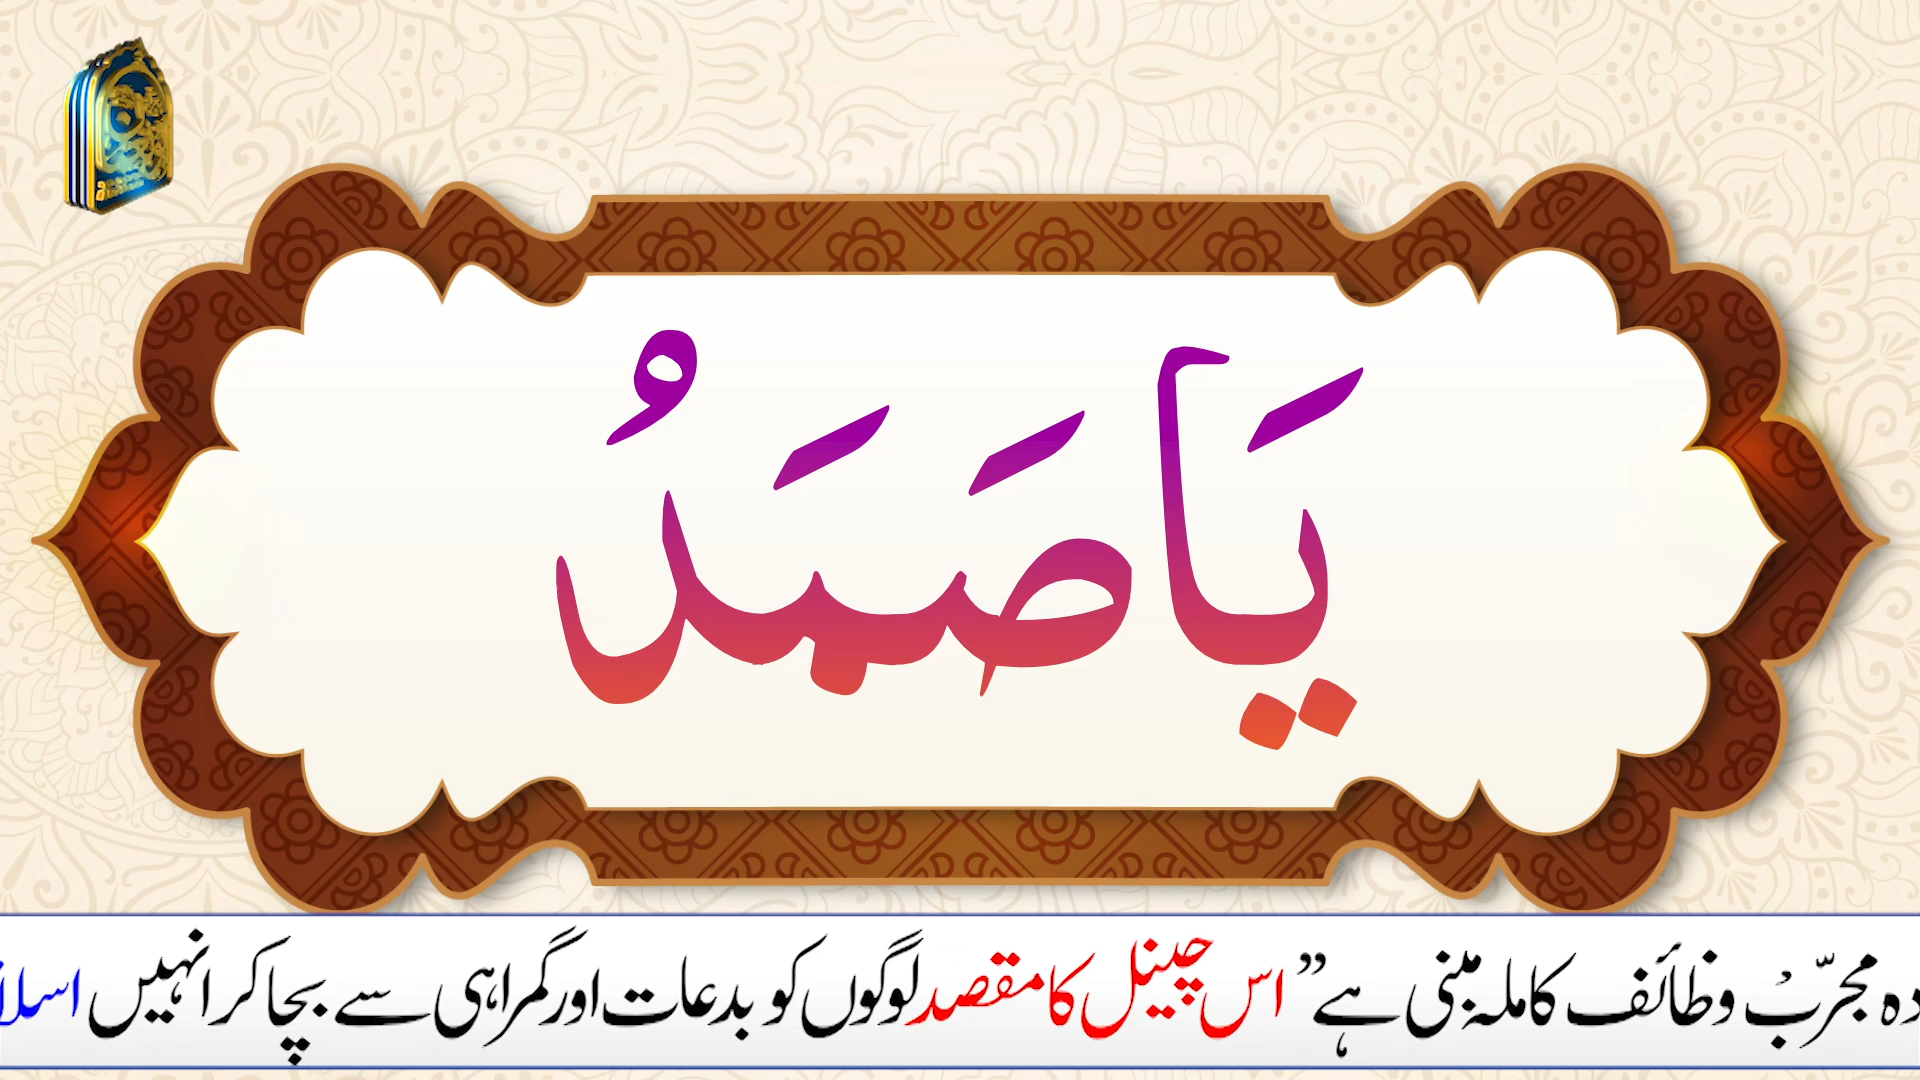 یَاصَمَدُ
مجرّبْ وظائف کاملہ مبنی ہے” اس چینل کا مقصد لوگوں کو بدعات اور گمراہی سے بچا کر انہیں